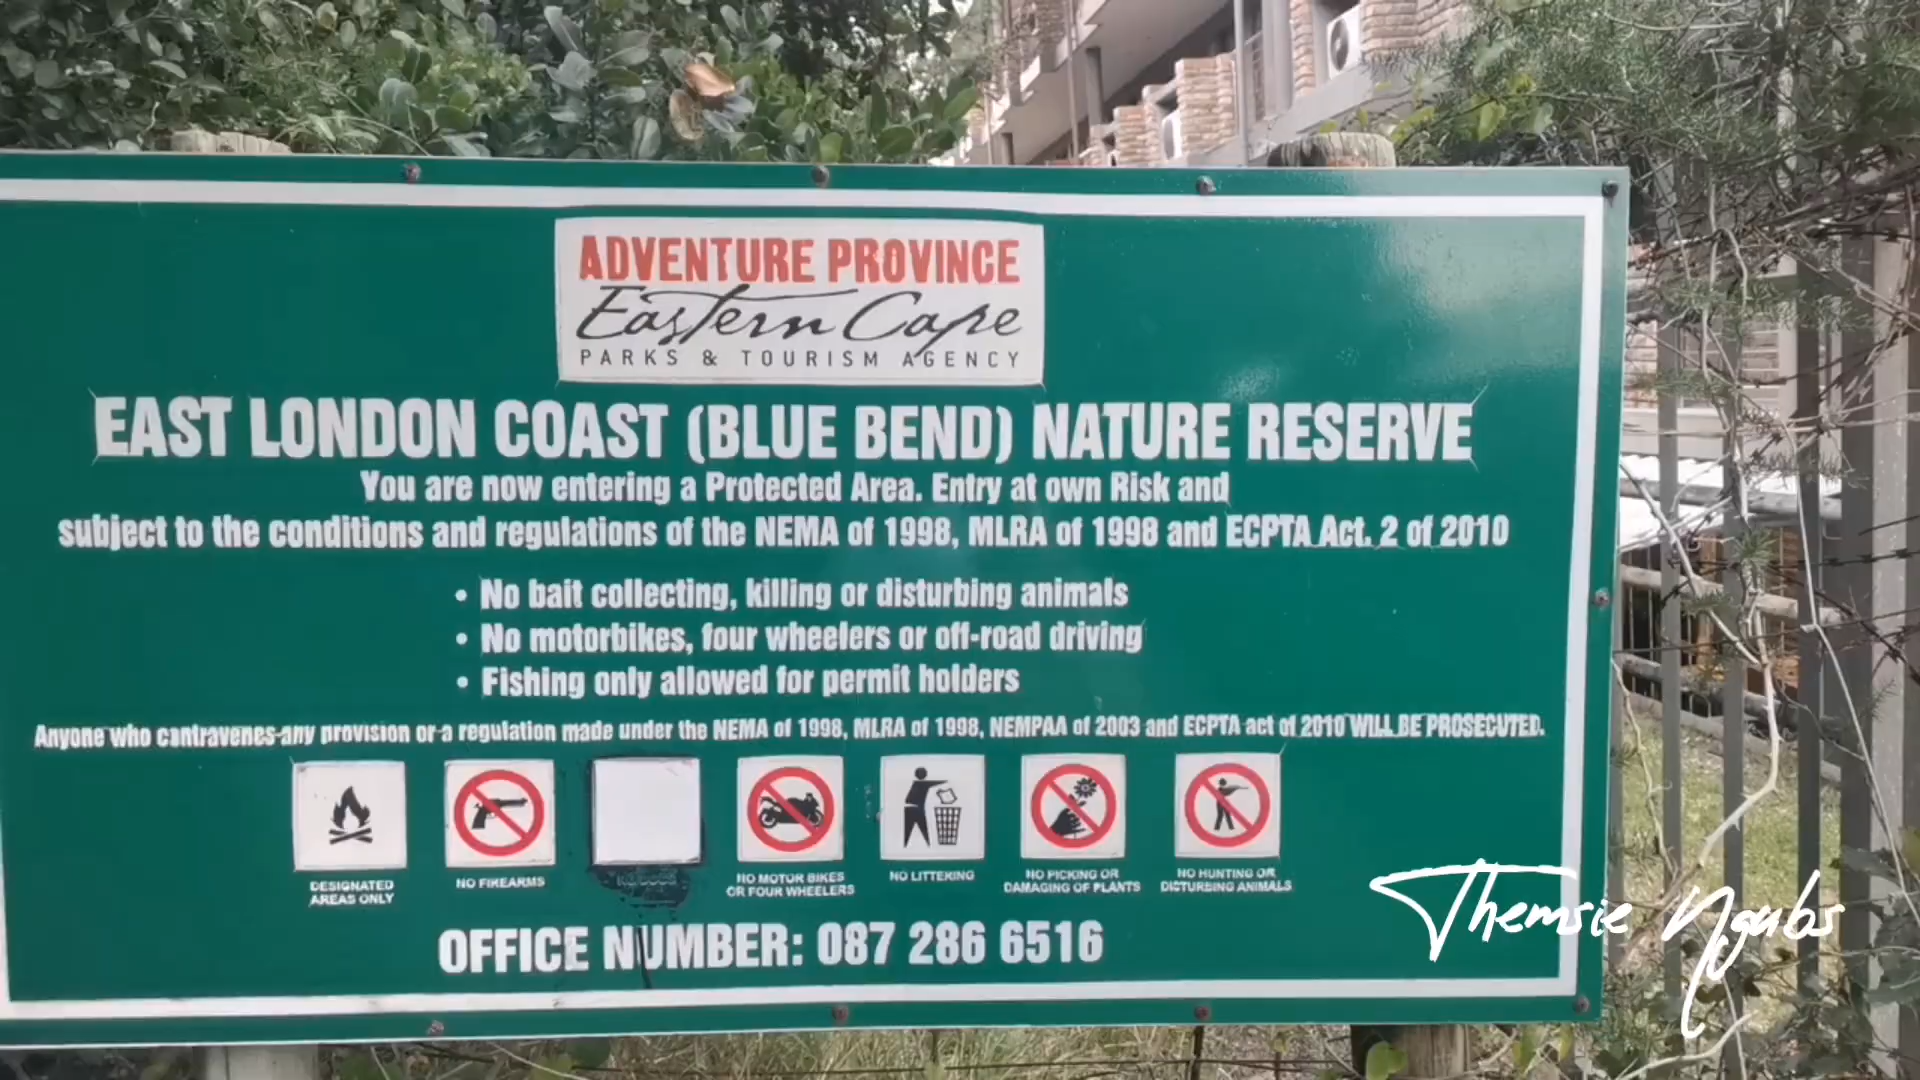 ADVENTURE PROVINCE
Eastern Cape
PARKS & TOURISM AGENCY
EAST LONDON COAST (BLUE BEND) NATURE RESERVE
You are now entering a Protected Area. Entry at own Risk and
subject to the conditions and regulations of the NEMA of 1998, MLRA of 1998 and ECPTA Act. 2 of 2010
• No bait collecting, killing or disturbing animals
• No motorbikes, four wheelers or off-road driving
• Fishing only allowed for permit holders
Anyone who contravenes any provision or a regulation made under the NEMA of 1998, MLRA of 1998, NEMPAA of 2003 and ECPTA act of 2010 WILL BE PROSECUTED.
DESIGNATED
AREAS ONLY
NO FIREARMS
NO MOTOR BIKES
OR FOUR WHEELERS
NO LITTERING
NO PICKING OR
DAMAGING OF PLANTS
NO HUNTING OR
DISTURBING ANIMALS
OFFICE NUMBER: 087 286 6516
Themsie Nqubs